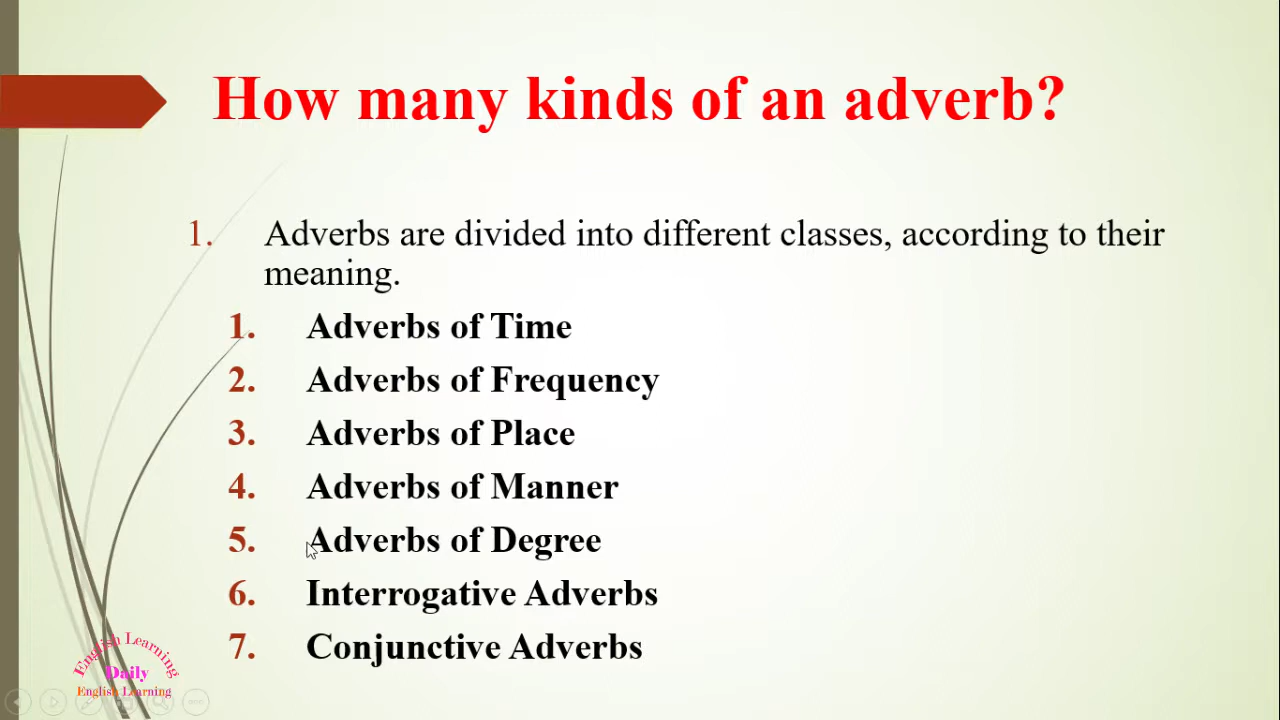 How many kinds of an adverb?
1. Adverbs are divided into different classes, according to their
meaning.
1. Adverbs of Time
2. Adverbs of Frequency
3. Adverbs of Place
4. Adverbs of Manner
5. Adverbs of Degree
6. Interrogative Adverbs
7. Conjunctive Adverbs
English Learning
Daily
English Learning